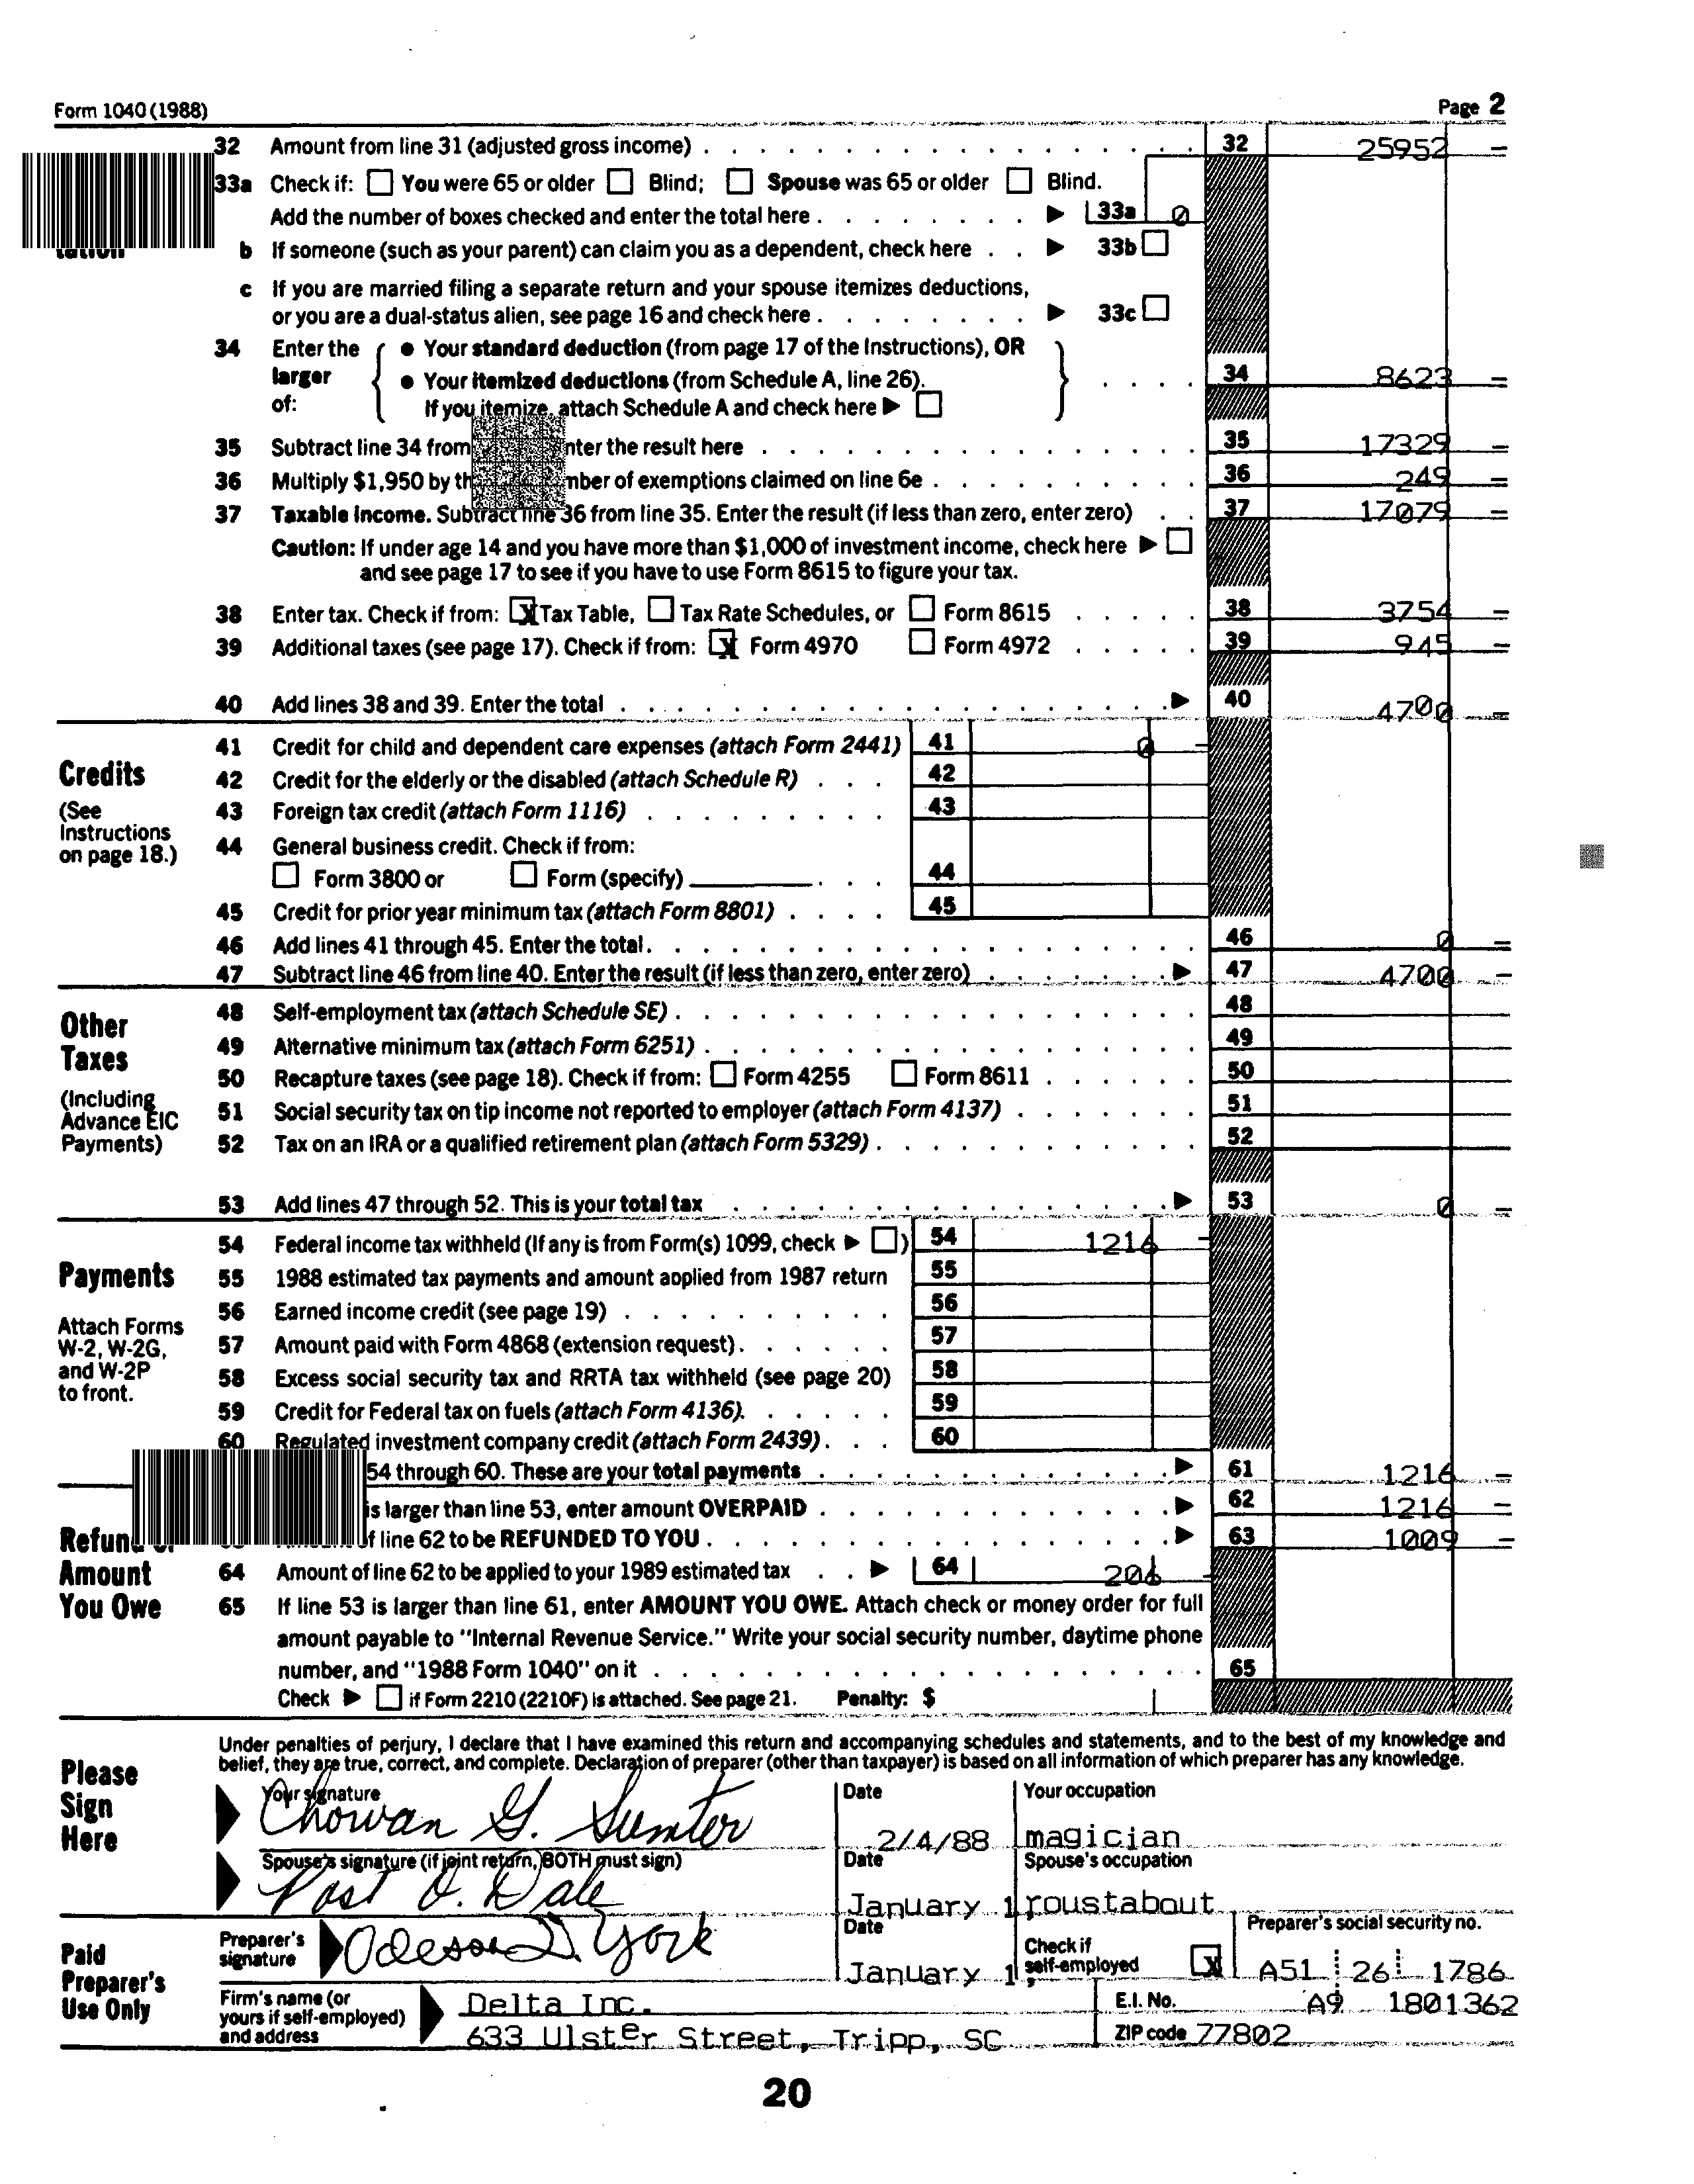 Form 1040 (1988) Page 2
32 Amount from line 31 (adjusted gross income) 32 25952 –
33a Check if: You were 65 or older Blind; Spouse was 65 or older Blind.
Add the number of boxes checked and enter the total here 33a 0
b If someone (such as your parent) can claim you as a dependent, check here 33b
c If you are married filing a separate return and your spouse itemizes deductions,
or you are a dual-status alien, see page 16 and check here 33c
34 Enter the larger of: • Your standard deduction (from page 17 of the Instructions), OR
• Your itemized deductions (from Schedule A, line 26). 34 8623 –
If you itemize, attach Schedule A and check here
35 Subtract line 34 from nter the result here 35 17329 –
36 Multiply $1,950 by th nber of exemptions claimed on line 6e 36 249 –
37 Taxable income. Subtract line 36 from line 35. Enter the result (if less than zero, enter zero) 37 17079 –
Caution: If under age 14 and you have more than $1,000 of investment income, check here
and see page 17 to see if you have to use Form 8615 to figure your tax.
38 Enter tax. Check if from: X Tax Table, Tax Rate Schedules, or Form 8615 38 3754 –
39 Additional taxes (see page 17). Check if from: X Form 4970 Form 4972 39 945 –
40 Add lines 38 and 39. Enter the total 40 4700 –
Credits
(See Instructions on page 18.)
41 Credit for child and dependent care expenses (attach Form 2441) 41 0 –
42 Credit for the elderly or the disabled (attach Schedule R) 42
43 Foreign tax credit (attach Form 1116) 43
44 General business credit. Check if from:
Form 3800 or Form (specify) 44
45 Credit for prior year minimum tax (attach Form 8801) 45
46 Add lines 41 through 45. Enter the total 46 0 –
47 Subtract line 46 from line 40. Enter the result (if less than zero, enter zero) 47 4700 –
Other Taxes
(Including Advance EIC Payments)
48 Self-employment tax (attach Schedule SE) 48
49 Alternative minimum tax (attach Form 6251) 49
50 Recapture taxes (see page 18). Check if from: Form 4255 Form 8611 50
51 Social security tax on tip income not reported to employer (attach Form 4137) 51
52 Tax on an IRA or a qualified retirement plan (attach Form 5329) 52
53 Add lines 47 through 52. This is your total tax 53 0 –
Payments
Attach Forms W-2, W-2G, and W-2P to front.
54 Federal income tax withheld (If any is from Form(s) 1099, check ) 54 1216 –
55 1988 estimated tax payments and amount applied from 1987 return 55
56 Earned income credit (see page 19) 56
57 Amount paid with Form 4868 (extension request) 57
58 Excess social security tax and RRTA tax withheld (see page 20) 58
59 Credit for Federal tax on fuels (attach Form 4136) 59
60 Regulated investment company credit (attach Form 2439) 60
54 through 60. These are your total payments 61 1216 –
is larger than line 53, enter amount OVERPAID 62 1216 –
f line 62 to be REFUNDED TO YOU 63 1009 –
Amount You Owe
64 Amount of line 62 to be applied to your 1989 estimated tax 64 206 –
65 If line 53 is larger than line 61, enter AMOUNT YOU OWE. Attach check or money order for full
amount payable to "Internal Revenue Service." Write your social security number, daytime phone
number, and "1988 Form 1040" on it 65
Check if Form 2210 (2210F) is attached. See page 21. Penalty: $
Please Sign Here
Under penalties of perjury, I declare that I have examined this return and accompanying schedules and statements, and to the best of my knowledge and
belief, they are true, correct, and complete. Declaration of preparer (other than taxpayer) is based on all information of which preparer has any knowledge.
Your signature Date Your occupation
Chowan G. Sumter 2/4/88 magician
Spouse's signature (if joint return, BOTH must sign) Date Spouse's occupation
Post O. Dale January 1 roustabout
Paid Preparer's Use Only
Preparer's signature Odessa D. York Date January 1, Check if self-employed X Preparer's social security no. A51 26 1786
Firm's name (or yours if self-employed) and address
Delta Inc. E.I. No. A9 1801362
633 Ulster Street, Tripp, SC ZIP code 77802
20